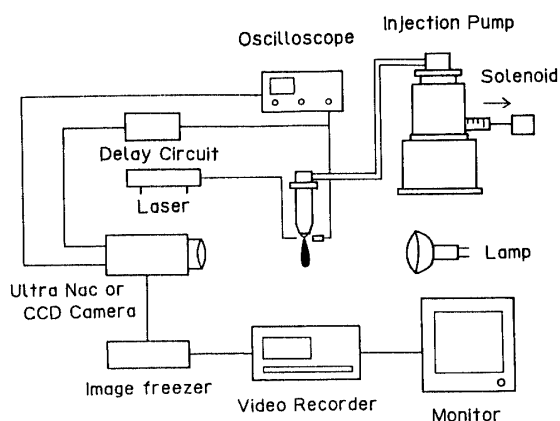 Injection Pump
Oscilloscope
Solenoid
Delay Circuit
Laser
Lamp
Ultra Nac or
CCD Camera
Image freezer
Video Recorder
Monitor